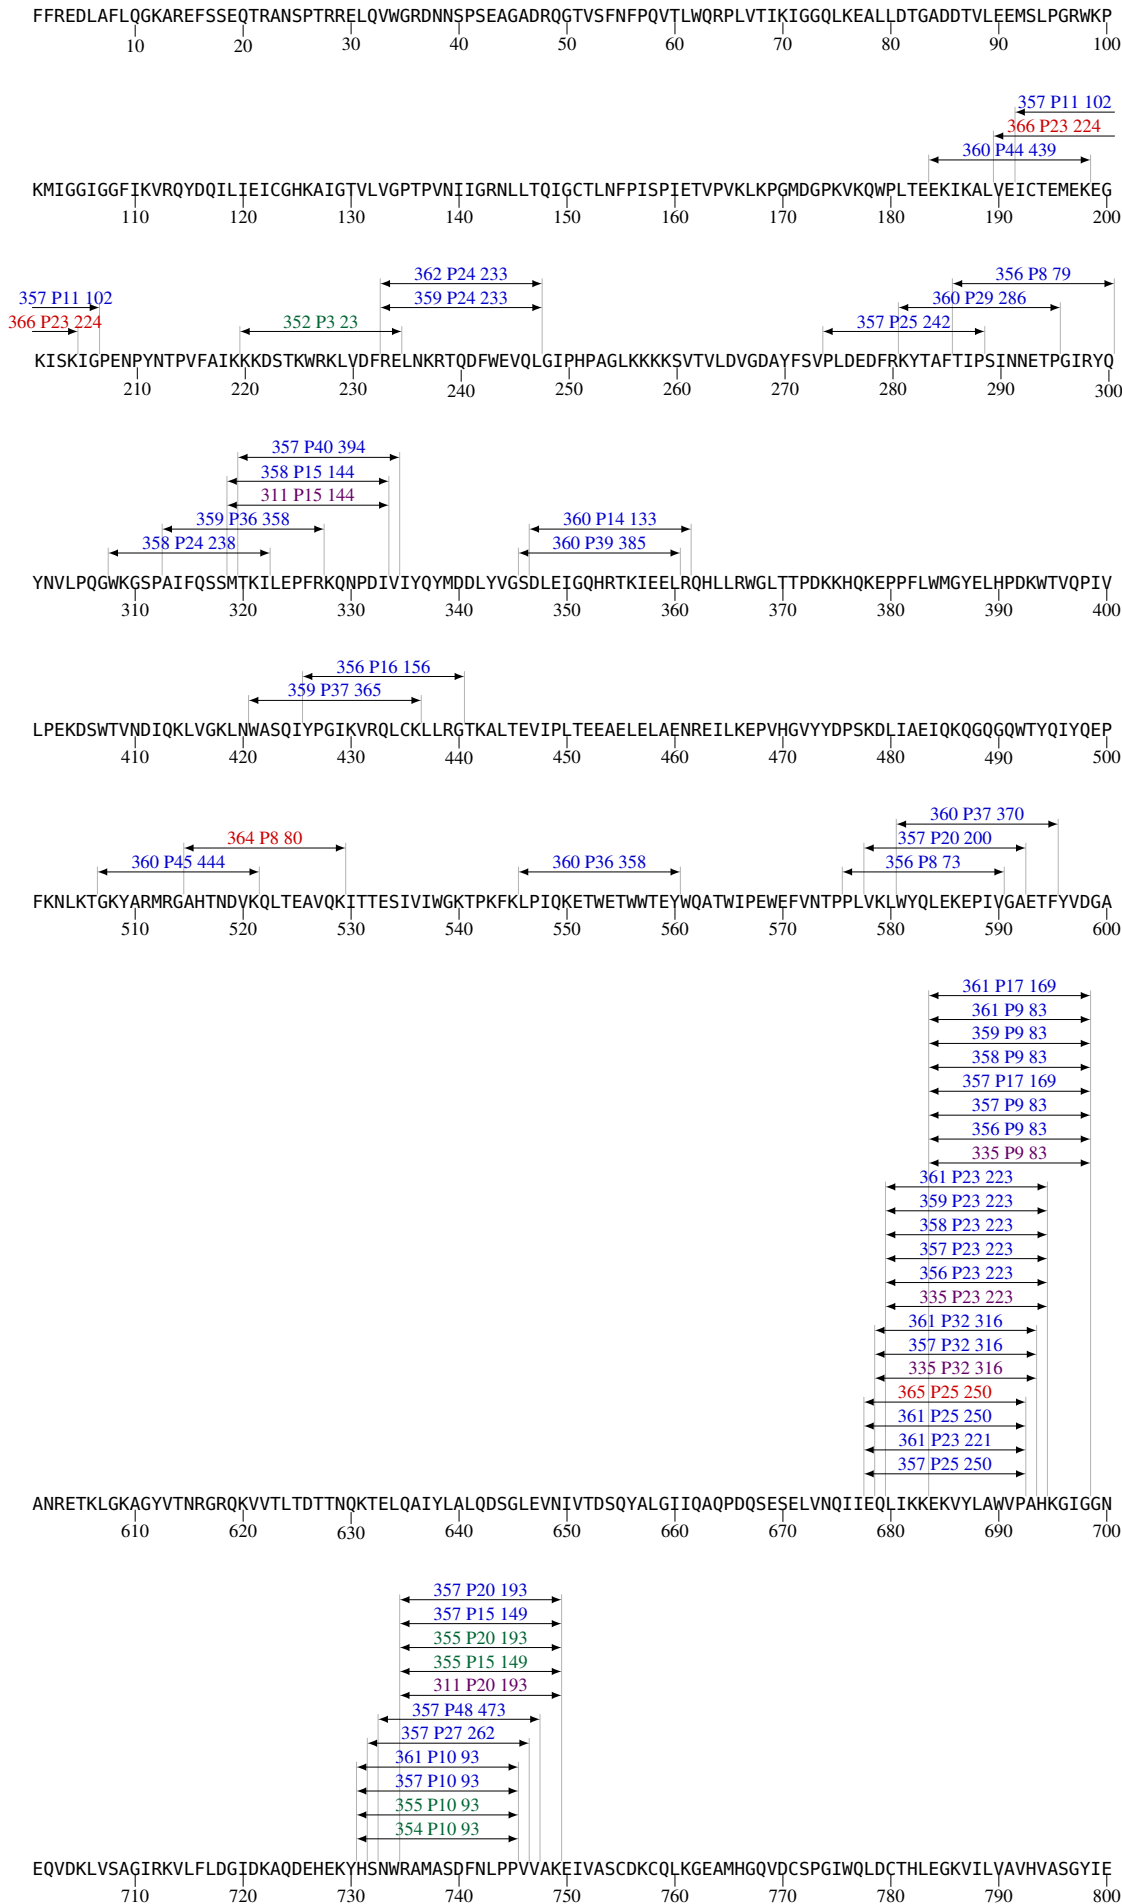 FFREDLAFLQGKAREFSSEQTRANSPTRRELQVWGRDNNSPSEAGADRQGTVSFNFPQVTLWQRPLVTIKIGGQLKEALLDTGADDTVLEEMSLPGRWKP
10 20 30 40 50 60 70 80 90 100
357 P11 102
366 P23 224
360 P44 439
KMIGGIGGFIKVRQYDQILIEICGHKAIGTVLVGPTPVNIIGRNLLTQIGCTLNFPISPIETVPVKLKPGMDGPKVKQWPLTEEKIKALVEICTEMEKEG
110 120 130 140 150 160 170 180 190 200
362 P24 233 356 P8 79
357 P11 102 359 P24 233 360 P29 286
366 P23 224 352 P3 23 357 P25 242
KISKIGPENPYNTPVFAIKKKDSTKWRKLVDFRELNKRTQDFWEVQLGIPHPAGLKKKKSVTVLDVGDAYFSVPLDEDFRKYTAFTIPSINNETPGIRYQ
210 220 230 240 250 260 270 280 290 300
357 P40 394
358 P15 144
311 P15 144
359 P36 358 360 P14 133
358 P24 238 360 P39 385
YNVLPQGWKGSPAIFQSSMTKILEPFRKQNPDIVIYQYMDDLYVGSDLEIGQHRTKIEELRQHLLRWGLTTPDKKHQKEPPFLWMGYELHPDKWTVQPIV
310 320 330 340 350 360 370 380 390 400
356 P16 156
359 P37 365
LPEKDSWTVNDIQKLVGKLNWASQIYPGIKVRQLCKLLRGTKALTEVIPLTEEAELELAENREILKEPVHGVYYDPSKDLIAEIQKQGQGQWTYQIYQEP
410 420 430 440 450 460 470 480 490 500
360 P37 370
364 P8 80 357 P20 200
360 P45 444 360 P36 358 356 P8 73
FKNLKTGKYARMRGAHTNDVKQLTEAVQKITTESIVIWGKTPKFKLPIQKETWETWWTEYWQATWIPEWEFVNTPPLVKLWYQLEKEPIVGAETFYVDGA
510 520 530 540 550 560 570 580 590 600
361 P17 169
361 P9 83
359 P9 83
358 P9 83
357 P17 169
357 P9 83
356 P9 83
335 P9 83
361 P23 223
359 P23 223
358 P23 223
357 P23 223
356 P23 223
335 P23 223
361 P32 316
357 P32 316
335 P32 316
365 P25 250
361 P25 250
361 P23 221
357 P25 250
ANRETKLGKAGYVTNRGRQKVVTLTDTTNQKTELQAIYLALQDSGLEVNIVTDSQYALGIIQAQPDQSESELVNQIIEQLIKKEKVYLAWVPAHKGIGGN
610 620 630 640 650 660 670 680 690 700
357 P20 193
357 P15 149
355 P20 193
355 P15 149
311 P20 193
357 P48 473
357 P27 262
361 P10 93
357 P10 93
355 P10 93
354 P10 93
EQVDKLVSAGIRKVLFLDGIDKAQDEHEKYHSNWRAMASDFNLPPVVAKEIVASCDKCQLKGEAMHGQVDCSPGIWQLDCTHLEGKVILVAVHVASGYIE
710 720 730 740 750 760 770 780 790 800